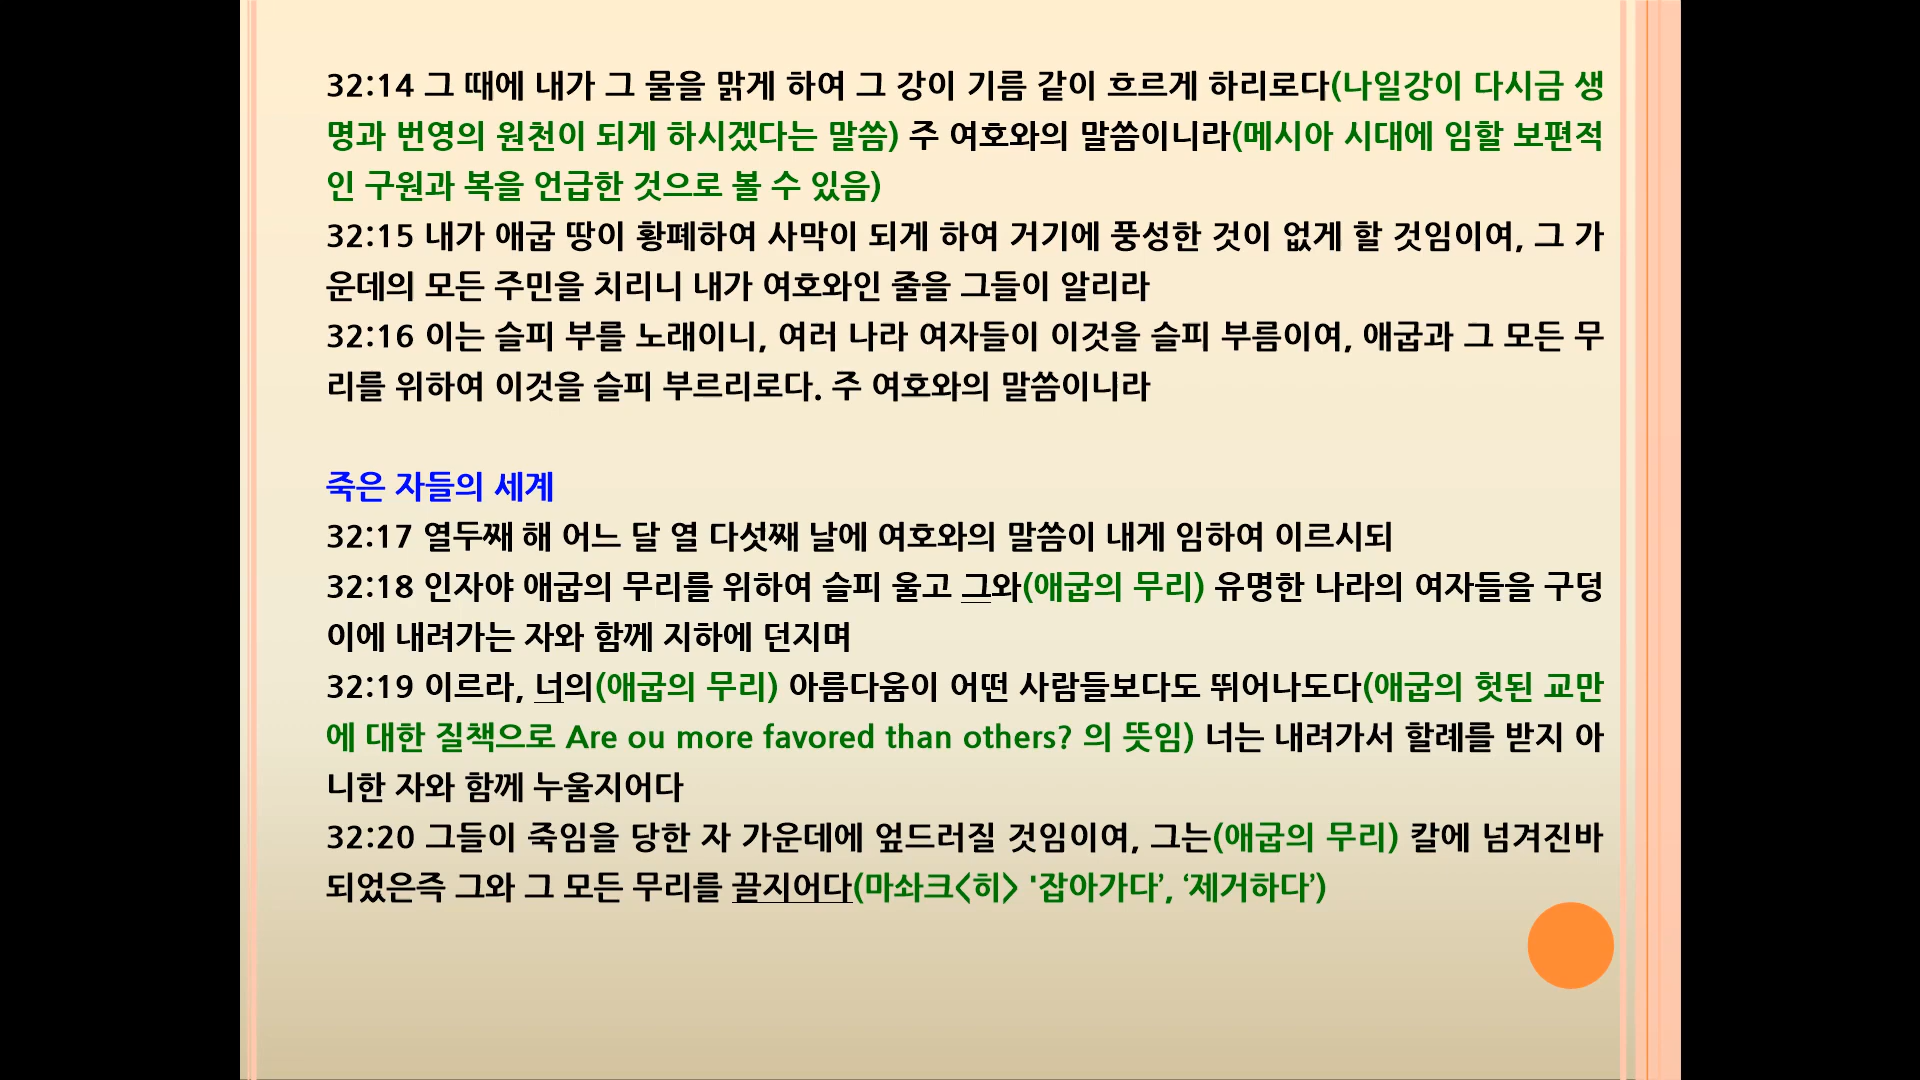 32:14 그 때에 내가 그 물을 맑게 하여 그 강이 기름 같이 흐르게 하리로다(나일강이 다시금 생
명과 번영의 원천이 되게 하시겠다는 말씀) 주 여호와의 말씀이니라(메시아 시대에 임할 보편적
인 구원과 복을 언급한 것으로 볼 수 있음)
32:15 내가 애굽 땅이 황폐하여 사막이 되게 하여 거기에 풍성한 것이 없게 할 것임이여, 그 가
운데의 모든 주민을 치리니 내가 여호와인 줄을 그들이 알리라
32:16 이는 슬피 부를 노래이니, 여러 나라 여자들이 이것을 슬피 부름이여, 애굽과 그 모든 무
리를 위하여 이것을 슬피 부르리로다. 주 여호와의 말씀이니라
죽은 자들의 세계
32:17 열두째 해 어느 달 열 다섯째 날에 여호와의 말씀이 내게 임하여 이르시되
32:18 인자야 애굽의 무리를 위하여 슬피 울고 그와(애굽의 무리) 유명한 나라의 여자들을 구덩
이에 내려가는 자와 함께 지하에 던지며
32:19 이르라, 너의(애굽의 무리) 아름다움이 어떤 사람들보다도 뛰어나도다(애굽의 헛된 교만
에 대한 질책으로 Are ou more favored than others? 의 뜻임) 너는 내려가서 할례를 받지 아
니한 자와 함께 누울지어다
32:20 그들이 죽임을 당한 자 가운데에 엎드러질 것임이여, 그는(애굽의 무리) 칼에 넘겨진바
되었은즉 그와 그 모든 무리를 끌지어다(마솨크<히> '잡아가다’, ‘제거하다’)